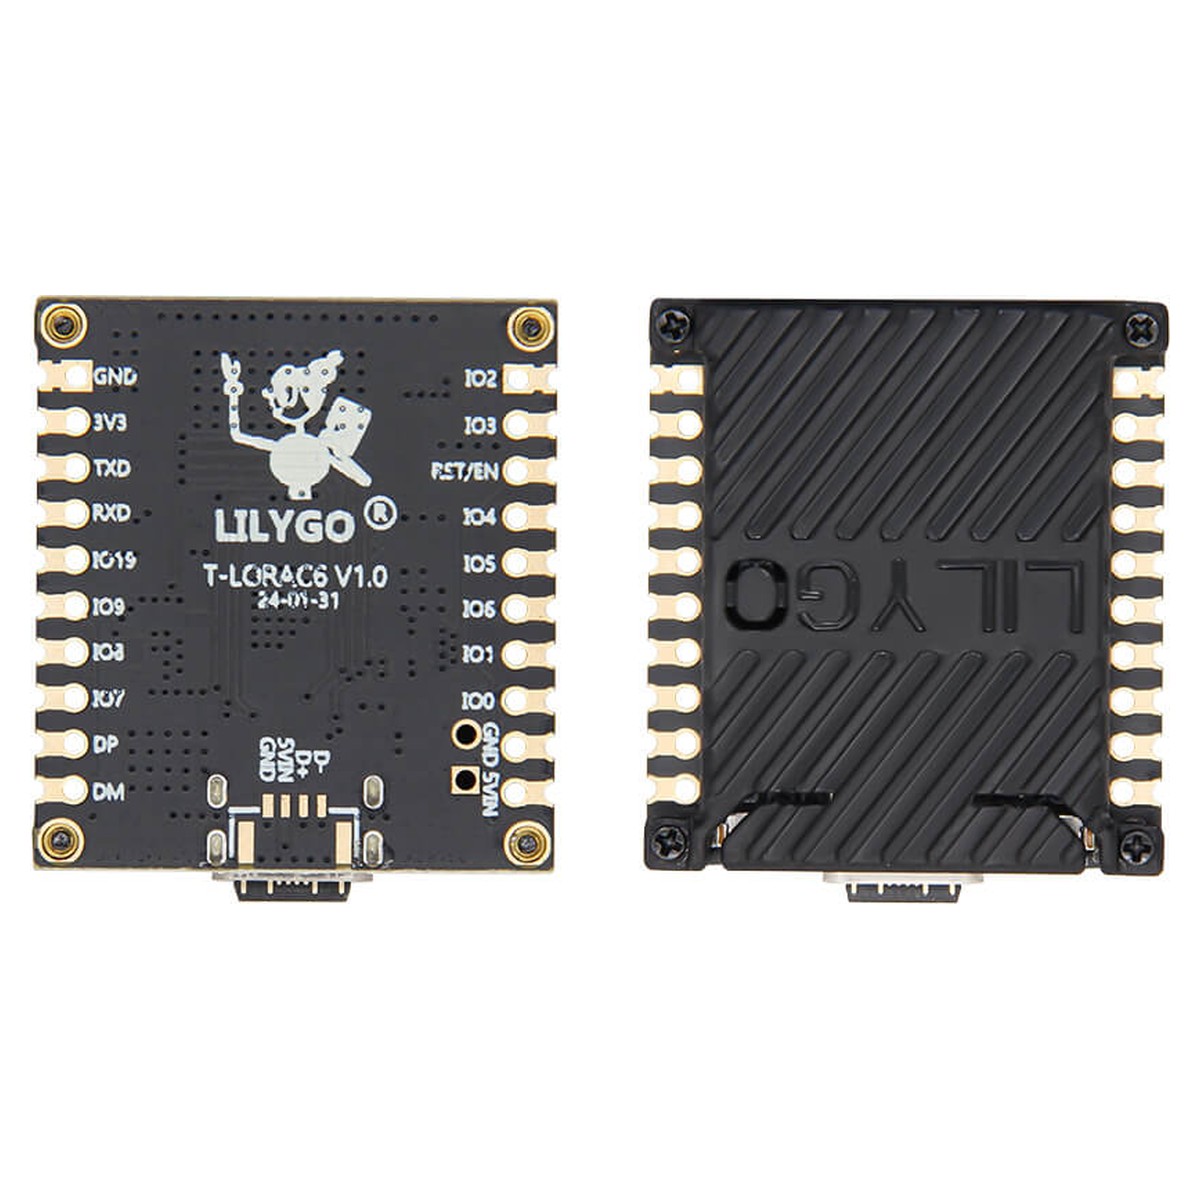 GND
3V3
TXD
RXD
IO19
IO9
IO8
IO7
DP
DM
LILYGO ®
T-LORAC6 V1.0
24-01-31
IO2
IO3
RST/EN
IO4
IO5
IO6
IO1
IO0
GND 5VIN
GND
5VIN
D+
D-
LILYGO